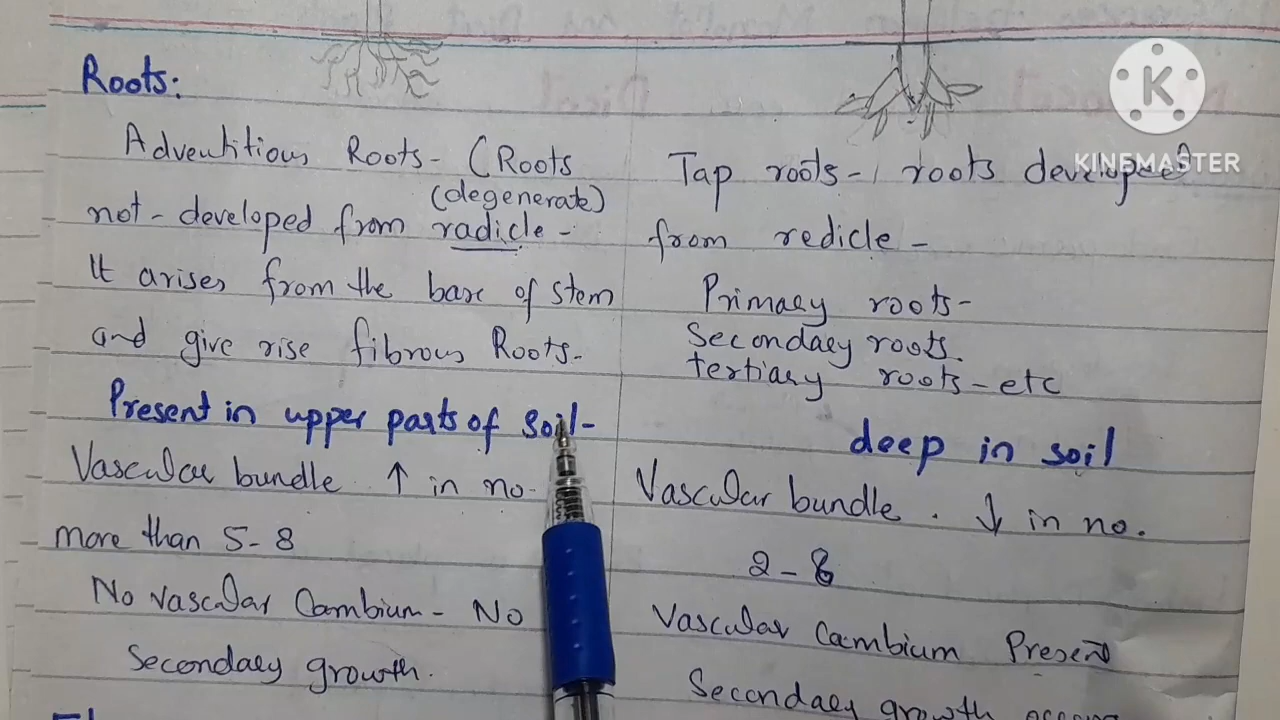 Roots:
Adventitious Roots- (Roots
(degenerate)
not-developed from radicle-
It arises from the base of stem
and give rise fibrous Roots-
Present in upper parts of soil-
Vascular bundle ↑ in no-
more than 5-8
No vascular Cambium- No
Secondary growth.
Tap roots- roots developed
from redicle-
Primary roots-
Secondary roots.
tertiary roots-etc
deep in soil
Vascular bundle. ↓ in no.
2-6
Vascular Cambium Present
Secondary growth
K
KINEMASTER